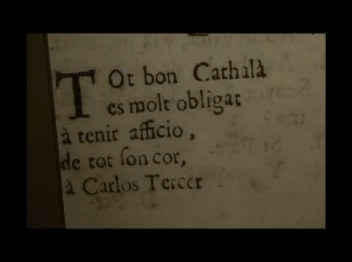 TOt bon Cathalà
es molt obligat
à tenir afficio,
de tot ſon cor,
à Carlos Tercer